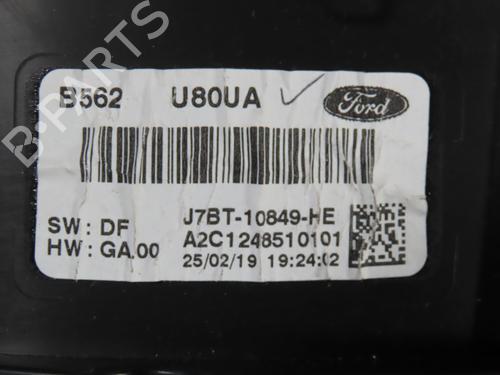 B562 U80UA
Ford
SW: DF
HW: GA.00
J7BT-10849-HE
A2C1248510101
25/02/19 19:24:02
B-PARTS
B-PARTS